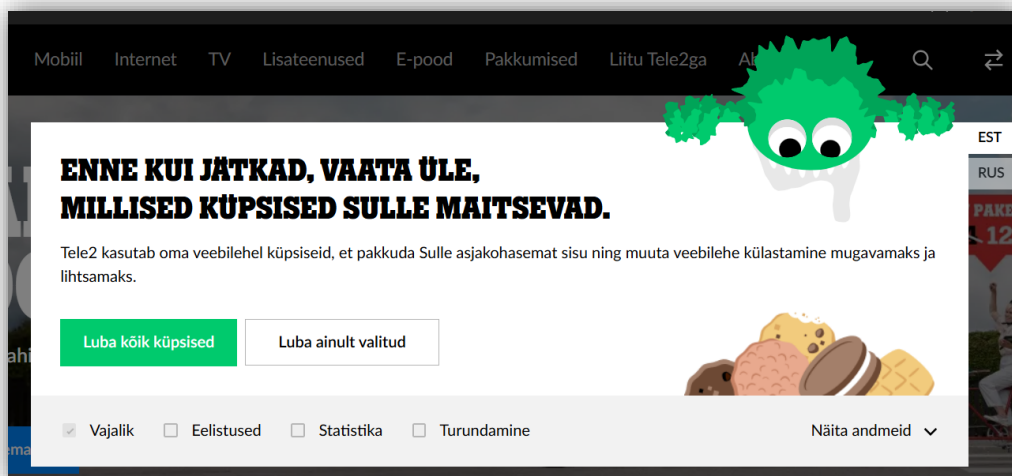 Mobiil Internet TV Lisateenused E-pood Pakkumised Liitu Tele2ga
EST
RUS
ENNE KUI JÄTKAD, VAATA ÜLE,
MILLISED KÜPSISED SULLE MAITSEVAD.
Tele2 kasutab oma veebilehel küpsiseid, et pakkuda Sulle asjakohasemat sisu ning muuta veebilehe külastamine mugavamaks ja
lihtsamaks.
Luba kõik küpsised Luba ainult valitud
Vajalik Eelistused Statistika Turundamine Näita andmeid